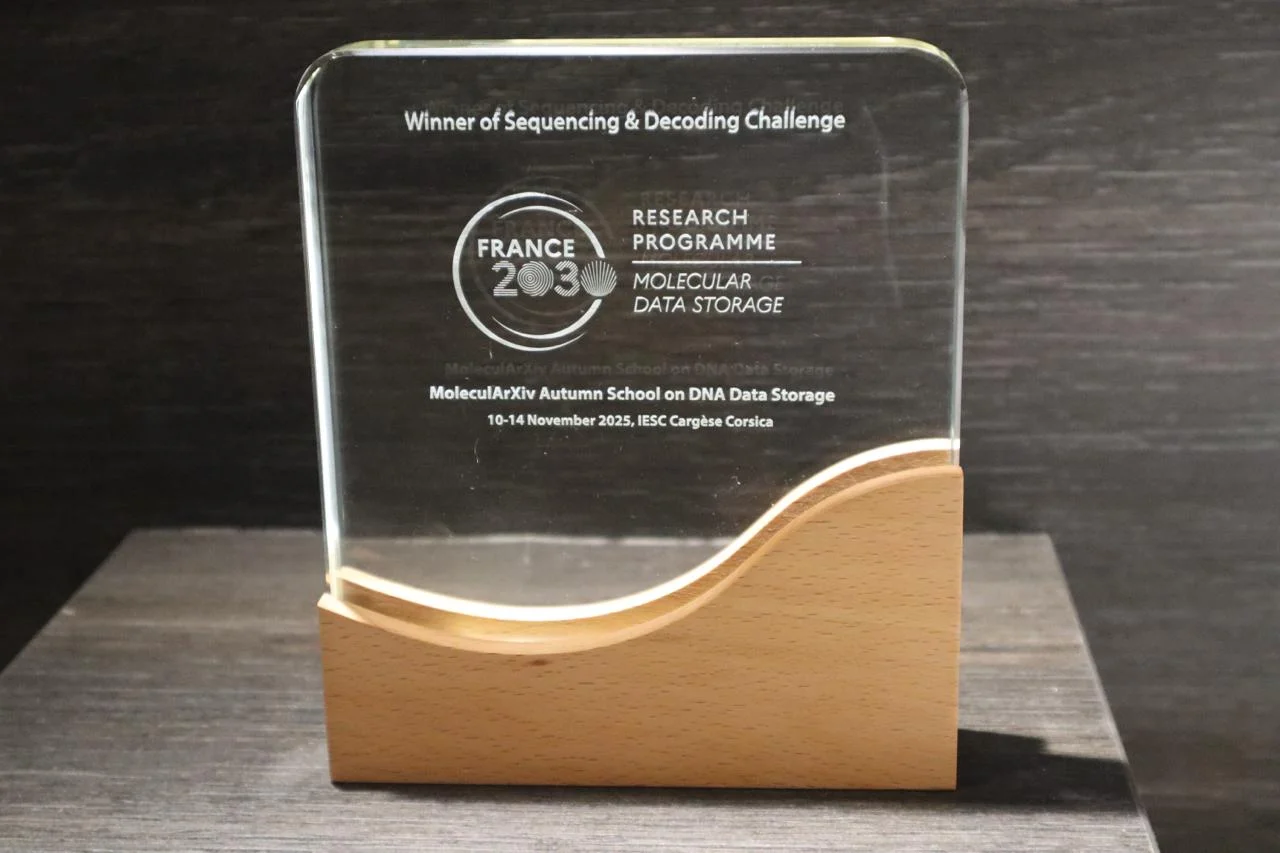 Winner of Sequencing & Decoding Challenge
FRANCE
2030
RESEARCH
PROGRAMME
MOLECULAR
DATA STORAGE
MoleculArXiv Autumn School on DNA Data Storage
10-14 November 2025, IESC Cargèse Corsica